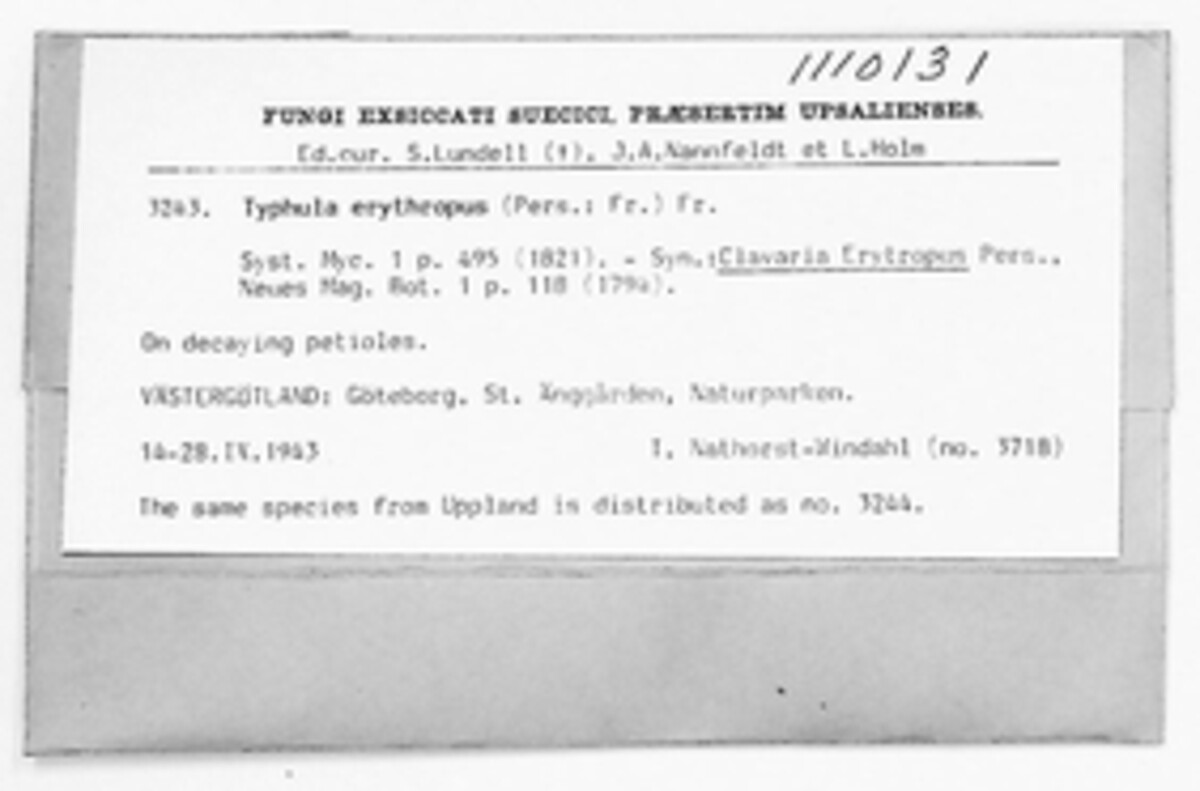 1110131
FUNGI EXSICCATI SUECICI, PRÆSERTIM UPSALIENSES.
Ed.cur. S.Lundell (†), J.A.Nannfeldt et L.Holm
3243. Typhula erythropus (Pers.: Fr.) Fr.
Syst. Myc. 1 p. 495 (1821). - Syn.:Clavaria Erytropus Pers.,
Neues Mag. Bot. 1 p. 118 (1794).
On decaying petioles.
VÄSTERGÖTLAND: Göteborg, St. Änggården, Naturparken.
14-28.IX.1943 T. Nathorst-Windahl (no. 3718)
The same species from Uppland is distributed as no. 3244.